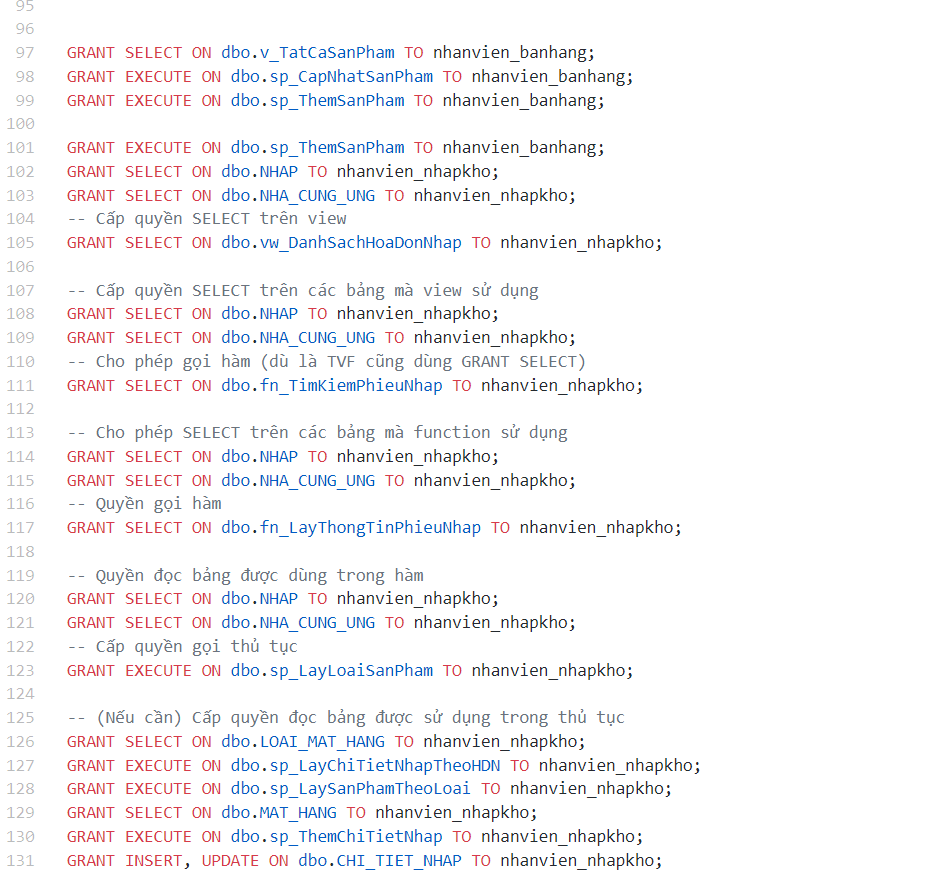 95
96
97 GRANT SELECT ON dbo.v_TatCaSanPham TO nhanvien_banhang;
98 GRANT EXECUTE ON dbo.sp_CapNhatSanPham TO nhanvien_banhang;
99 GRANT EXECUTE ON dbo.sp_ThemSanPham TO nhanvien_banhang;
100
101 GRANT EXECUTE ON dbo.sp_ThemSanPham TO nhanvien_banhang;
102 GRANT SELECT ON dbo.NHAP TO nhanvien_nhapkho;
103 GRANT SELECT ON dbo.NHA_CUNG_UNG TO nhanvien_nhapkho;
104 -- Cấp quyền SELECT trên view
105 GRANT SELECT ON dbo.vw_DanhSachHoaDonNhap TO nhanvien_nhapkho;
106
107 -- Cấp quyền SELECT trên các bảng mà view sử dụng
108 GRANT SELECT ON dbo.NHAP TO nhanvien_nhapkho;
109 GRANT SELECT ON dbo.NHA_CUNG_UNG TO nhanvien_nhapkho;
110 -- Cho phép gọi hàm (dù là TVF cũng dùng GRANT SELECT)
111 GRANT SELECT ON dbo.fn_TimKiemPhieuNhap TO nhanvien_nhapkho;
112
113 -- Cho phép SELECT trên các bảng mà function sử dụng
114 GRANT SELECT ON dbo.NHAP TO nhanvien_nhapkho;
115 GRANT SELECT ON dbo.NHA_CUNG_UNG TO nhanvien_nhapkho;
116 -- Quyền gọi hàm
117 GRANT SELECT ON dbo.fn_LayThongTinPhieuNhap TO nhanvien_nhapkho;
118
119 -- Quyền đọc bảng được dùng trong hàm
120 GRANT SELECT ON dbo.NHAP TO nhanvien_nhapkho;
121 GRANT SELECT ON dbo.NHA_CUNG_UNG TO nhanvien_nhapkho;
122 -- Cấp quyền gọi thủ tục
123 GRANT EXECUTE ON dbo.sp_LayLoaiSanPham TO nhanvien_nhapkho;
124
125 -- (Nếu cần) Cấp quyền đọc bảng được sử dụng trong thủ tục
126 GRANT SELECT ON dbo.LOAI_MAT_HANG TO nhanvien_nhapkho;
127 GRANT EXECUTE ON dbo.sp_LayChiTietNhapTheoHDN TO nhanvien_nhapkho;
128 GRANT EXECUTE ON dbo.sp_LaySanPhamTheoLoai TO nhanvien_nhapkho;
129 GRANT SELECT ON dbo.MAT_HANG TO nhanvien_nhapkho;
130 GRANT EXECUTE ON dbo.sp_ThemChiTietNhap TO nhanvien_nhapkho;
131 GRANT INSERT, UPDATE ON dbo.CHI_TIET_NHAP TO nhanvien_nhapkho;